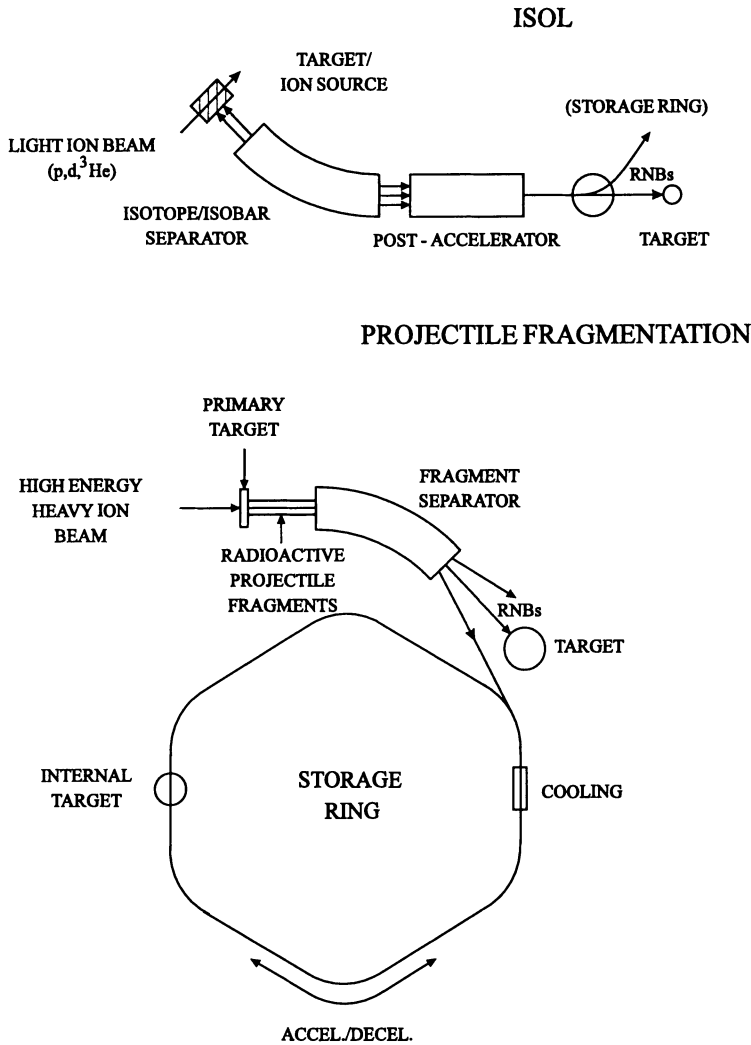 ISOL
TARGET/
ION SOURCE
(STORAGE RING)
LIGHT ION BEAM
(p,d,³He)
RNBs
ISOTOPE/ISOBAR
SEPARATOR
POST - ACCELERATOR
TARGET
PROJECTILE FRAGMENTATION
PRIMARY
TARGET
HIGH ENERGY
HEAVY ION
BEAM
FRAGMENT
SEPARATOR
RADIOACTIVE
PROJECTILE
FRAGMENTS
RNBs
TARGET
INTERNAL
TARGET
STORAGE
RING
COOLING
ACCEL./DECEL.